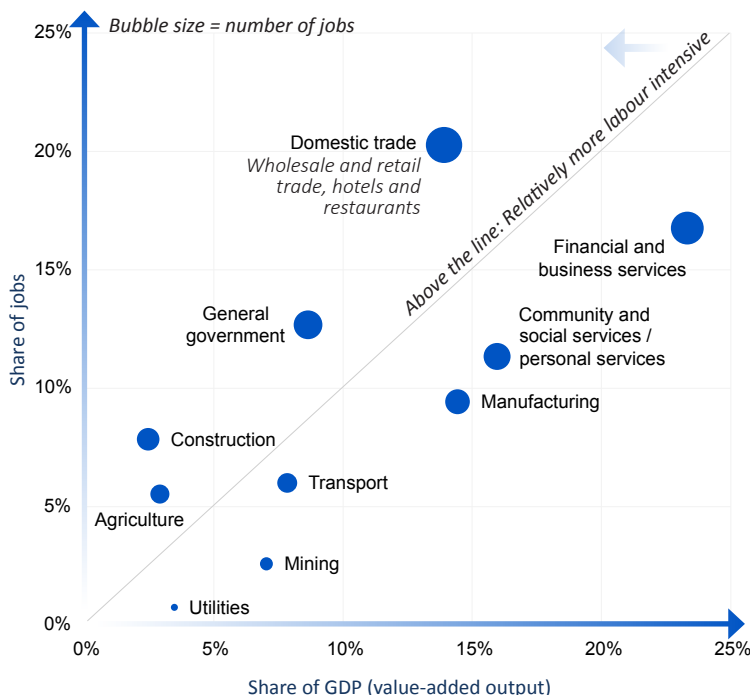 Bubble size = number of jobs
25%
20%
15%
10%
5%
0%
Share of jobs
Domestic trade
Wholesale and retail
trade, hotels and
restaurants
Above the line: Relatively more labour intensive
Financial and
business services
General
government
Community and
social services /
personal services
Manufacturing
Construction
Transport
Agriculture
Mining
Utilities
0%
5%
10%
15%
20%
25%
Share of GDP (value-added output)